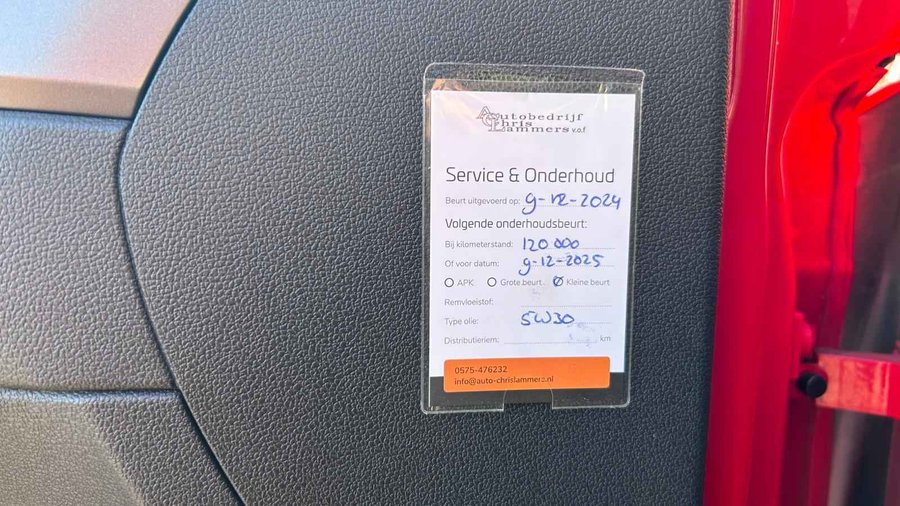 Autobedrijf
Chris
Lammers v.o.f
Service & Onderhoud
Beurt uitgevoerd op: 9-12-2024
Volgende onderhoudsbeurt:
Bij kilometerstand: 120 000
Of voor datum: 9-12-2025
APK Grote beurt Kleine beurt
Remvloeistof:
Type olie: 5W30
Distributieriem: km
0575-476232
info@auto-chrislammers.nl